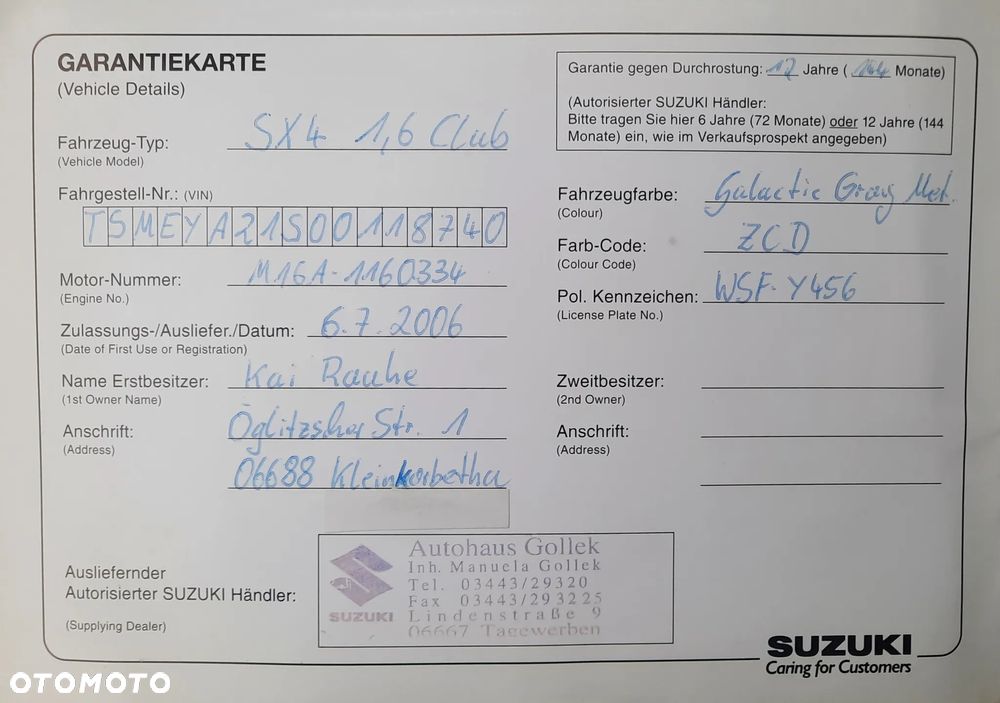 GARANTIEKARTE
(Vehicle Details)
Garantie gegen Durchrostung: 12 Jahre ( 144 Monate)
(Autorisierter SUZUKI Händler:
Bitte tragen Sie hier 6 Jahre (72 Monate) oder 12 Jahre (144
Monate) ein, wie im Verkaufsprospekt angegeben)
Fahrzeug-Typ: SX4 1,6 Club
(Vehicle Model)
Fahrgestell-Nr.: (VIN)
TSMEYA21S00118740
Motor-Nummer: M16A-1160334
(Engine No.)
Zulassungs-/Ausliefer./Datum: 6.7.2006
(Date of First Use or Registration)
Name Erstbesitzer: Kai Rauhe
(1st Owner Name)
Anschrift: Öglitzscher Str. 1
(Address)
06688 Kleinkorbetha
Fahrzeugfarbe: Galactic Gray Met.
(Colour)
Farb-Code: ZCD
(Colour Code)
Pol. Kennzeichen: WSF-Y456
(License Plate No.)
Zweitbesitzer:
(2nd Owner)
Anschrift:
(Address)
Ausliefernder
Autorisierter SUZUKI Händler:
(Supplying Dealer)
SUZUKI
Autohaus Gollek
Inh. Manuela Gollek
Tel. 03443/29320
Fax 03443/293225
Lindenstraße 9
06667 Tagewerben
SUZUKI
Caring for Customers
OTOMOTO